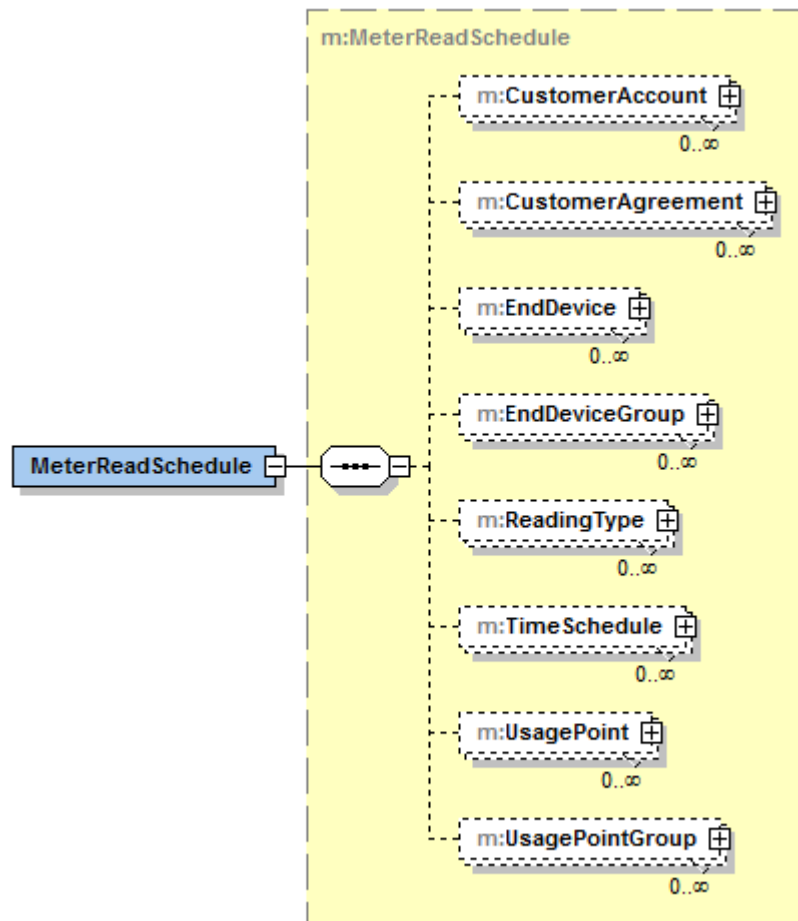 m:MeterReadSchedule
m:CustomerAccount
0..∞
m:CustomerAgreement
0..∞
m:EndDevice
0..∞
m:EndDeviceGroup
0..∞
MeterReadSchedule
m:ReadingType
0..∞
m:TimeSchedule
0..∞
m:UsagePoint
0..∞
m:UsagePointGroup
0..∞